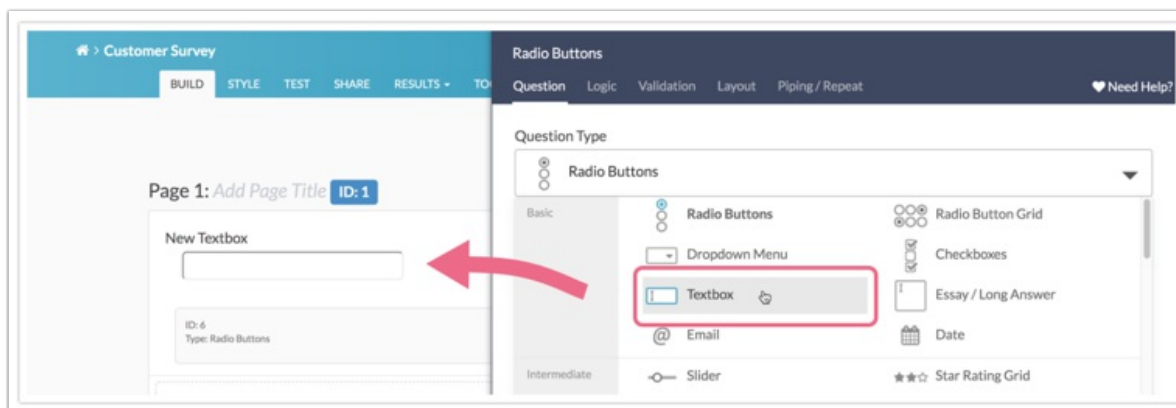 > Customer Survey
BUILD STYLE TEST SHARE RESULTS TO
Page 1: Add Page Title ID: 1
New Textbox
ID: 6
Type: Radio Buttons
Radio Buttons
Question Logic Validation Layout Piping / Repeat Need Help?
Question Type
Radio Buttons
Basic Radio Buttons Radio Button Grid
Dropdown Menu Checkboxes
Textbox Essay / Long Answer
@ Email Date
Intermediate Slider Star Rating Grid